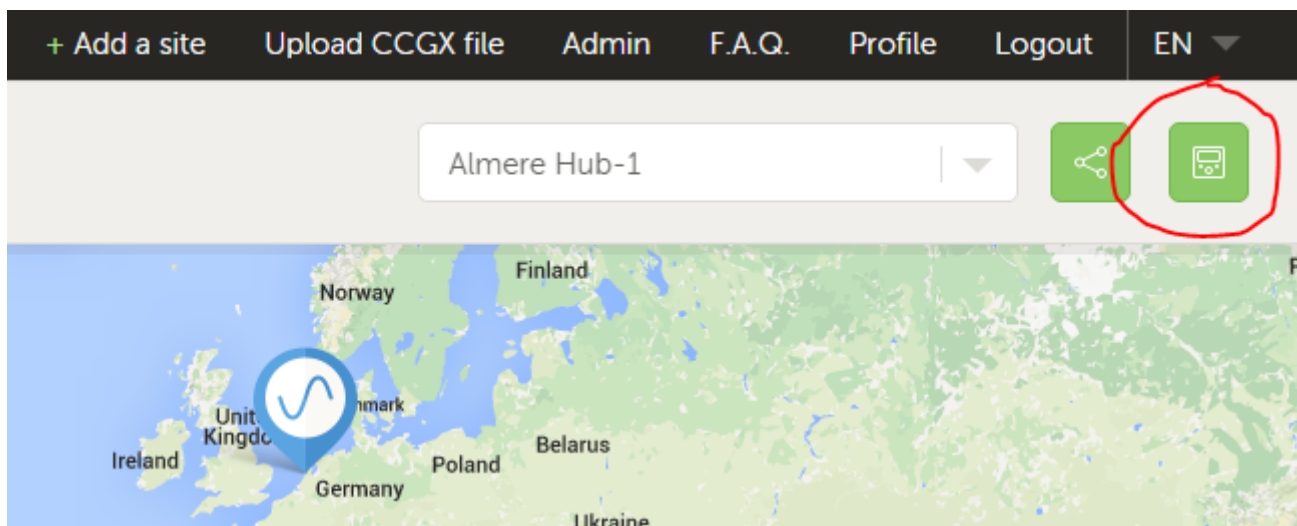 + Add a site Upload CCGX file Admin F.A.Q. Profile Logout EN
Almere Hub-1
Finland
Norway
Belarus
Ireland
Poland
Germany
Ukraine